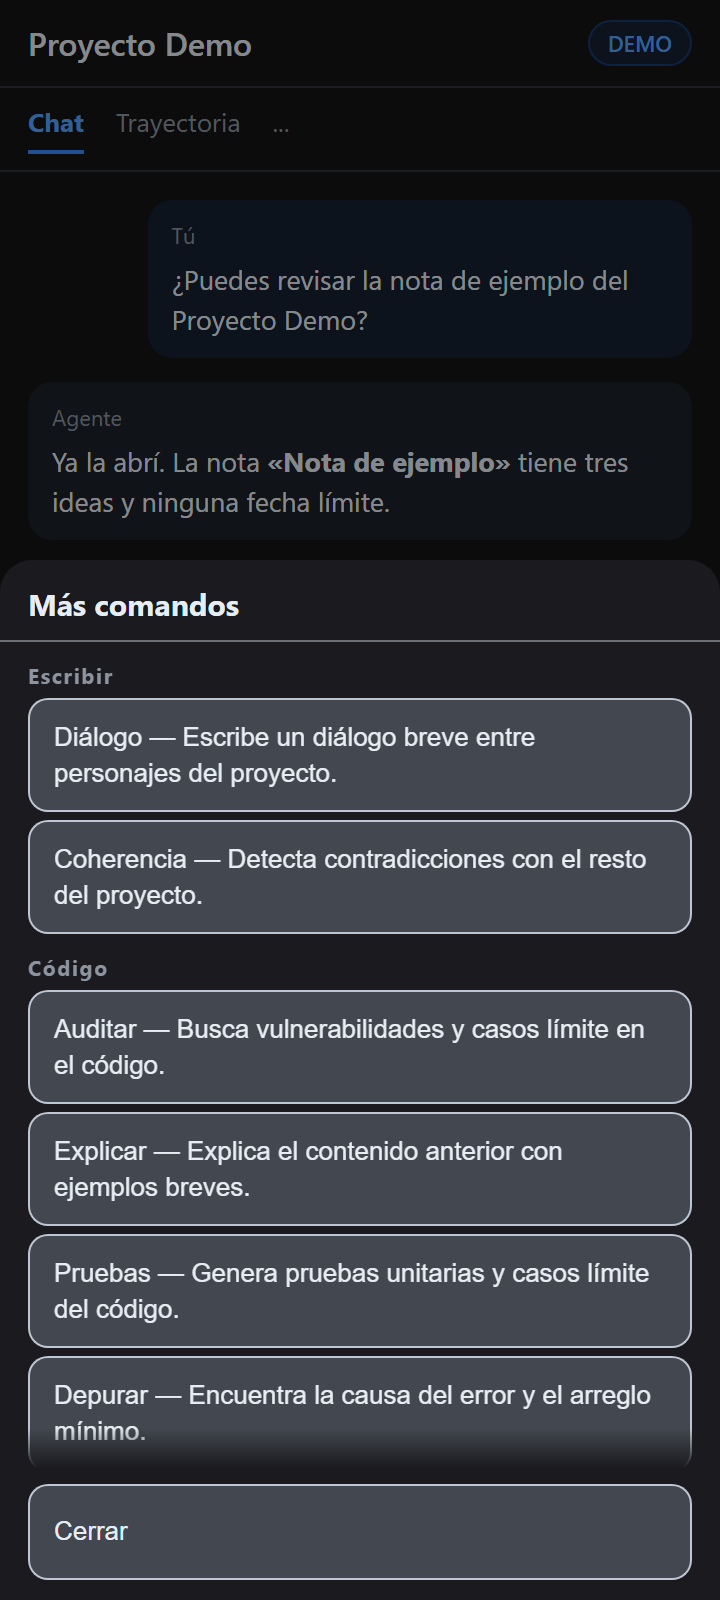 Proyecto Demo
DEMO
Chat
Trayectoria
...
Tú
¿Puedes revisar la nota de ejemplo del
Proyecto Demo?
Agente
Ya la abrí. La nota «Nota de ejemplo» tiene tres
ideas y ninguna fecha límite.
Más comandos
Escribir
Diálogo — Escribe un diálogo breve entre
personajes del proyecto.
Coherencia — Detecta contradicciones con el resto
del proyecto.
Código
Auditar — Busca vulnerabilidades y casos límite en
el código.
Explicar — Explica el contenido anterior con
ejemplos breves.
Pruebas — Genera pruebas unitarias y casos límite
del código.
Depurar — Encuentra la causa del error y el arreglo
mínimo.
Cerrar